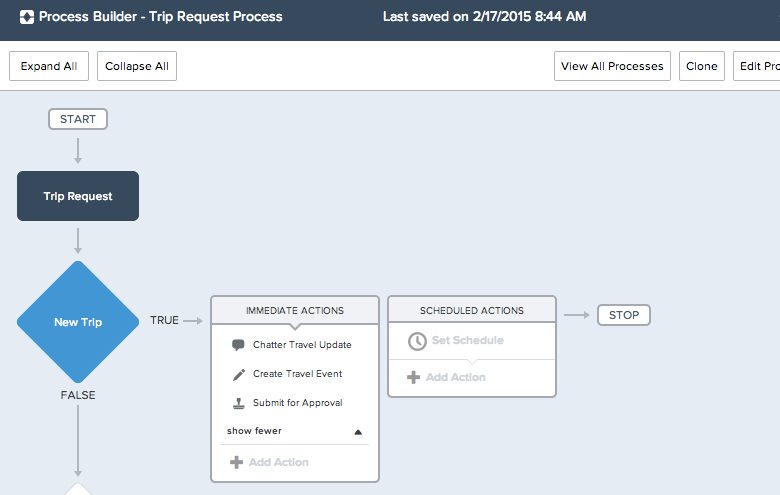 Process Builder - Trip Request Process
Last saved on 2/17/2015 8:44 AM
Expand All
Collapse All
View All Processes
Clone
Edit Pro
START
Trip Request
New Trip
TRUE
IMMEDIATE ACTIONS
Chatter Travel Update
Create Travel Event
Submit for Approval
show fewer
Add Action
SCHEDULED ACTIONS
Set Schedule
Add Action
STOP
FALSE